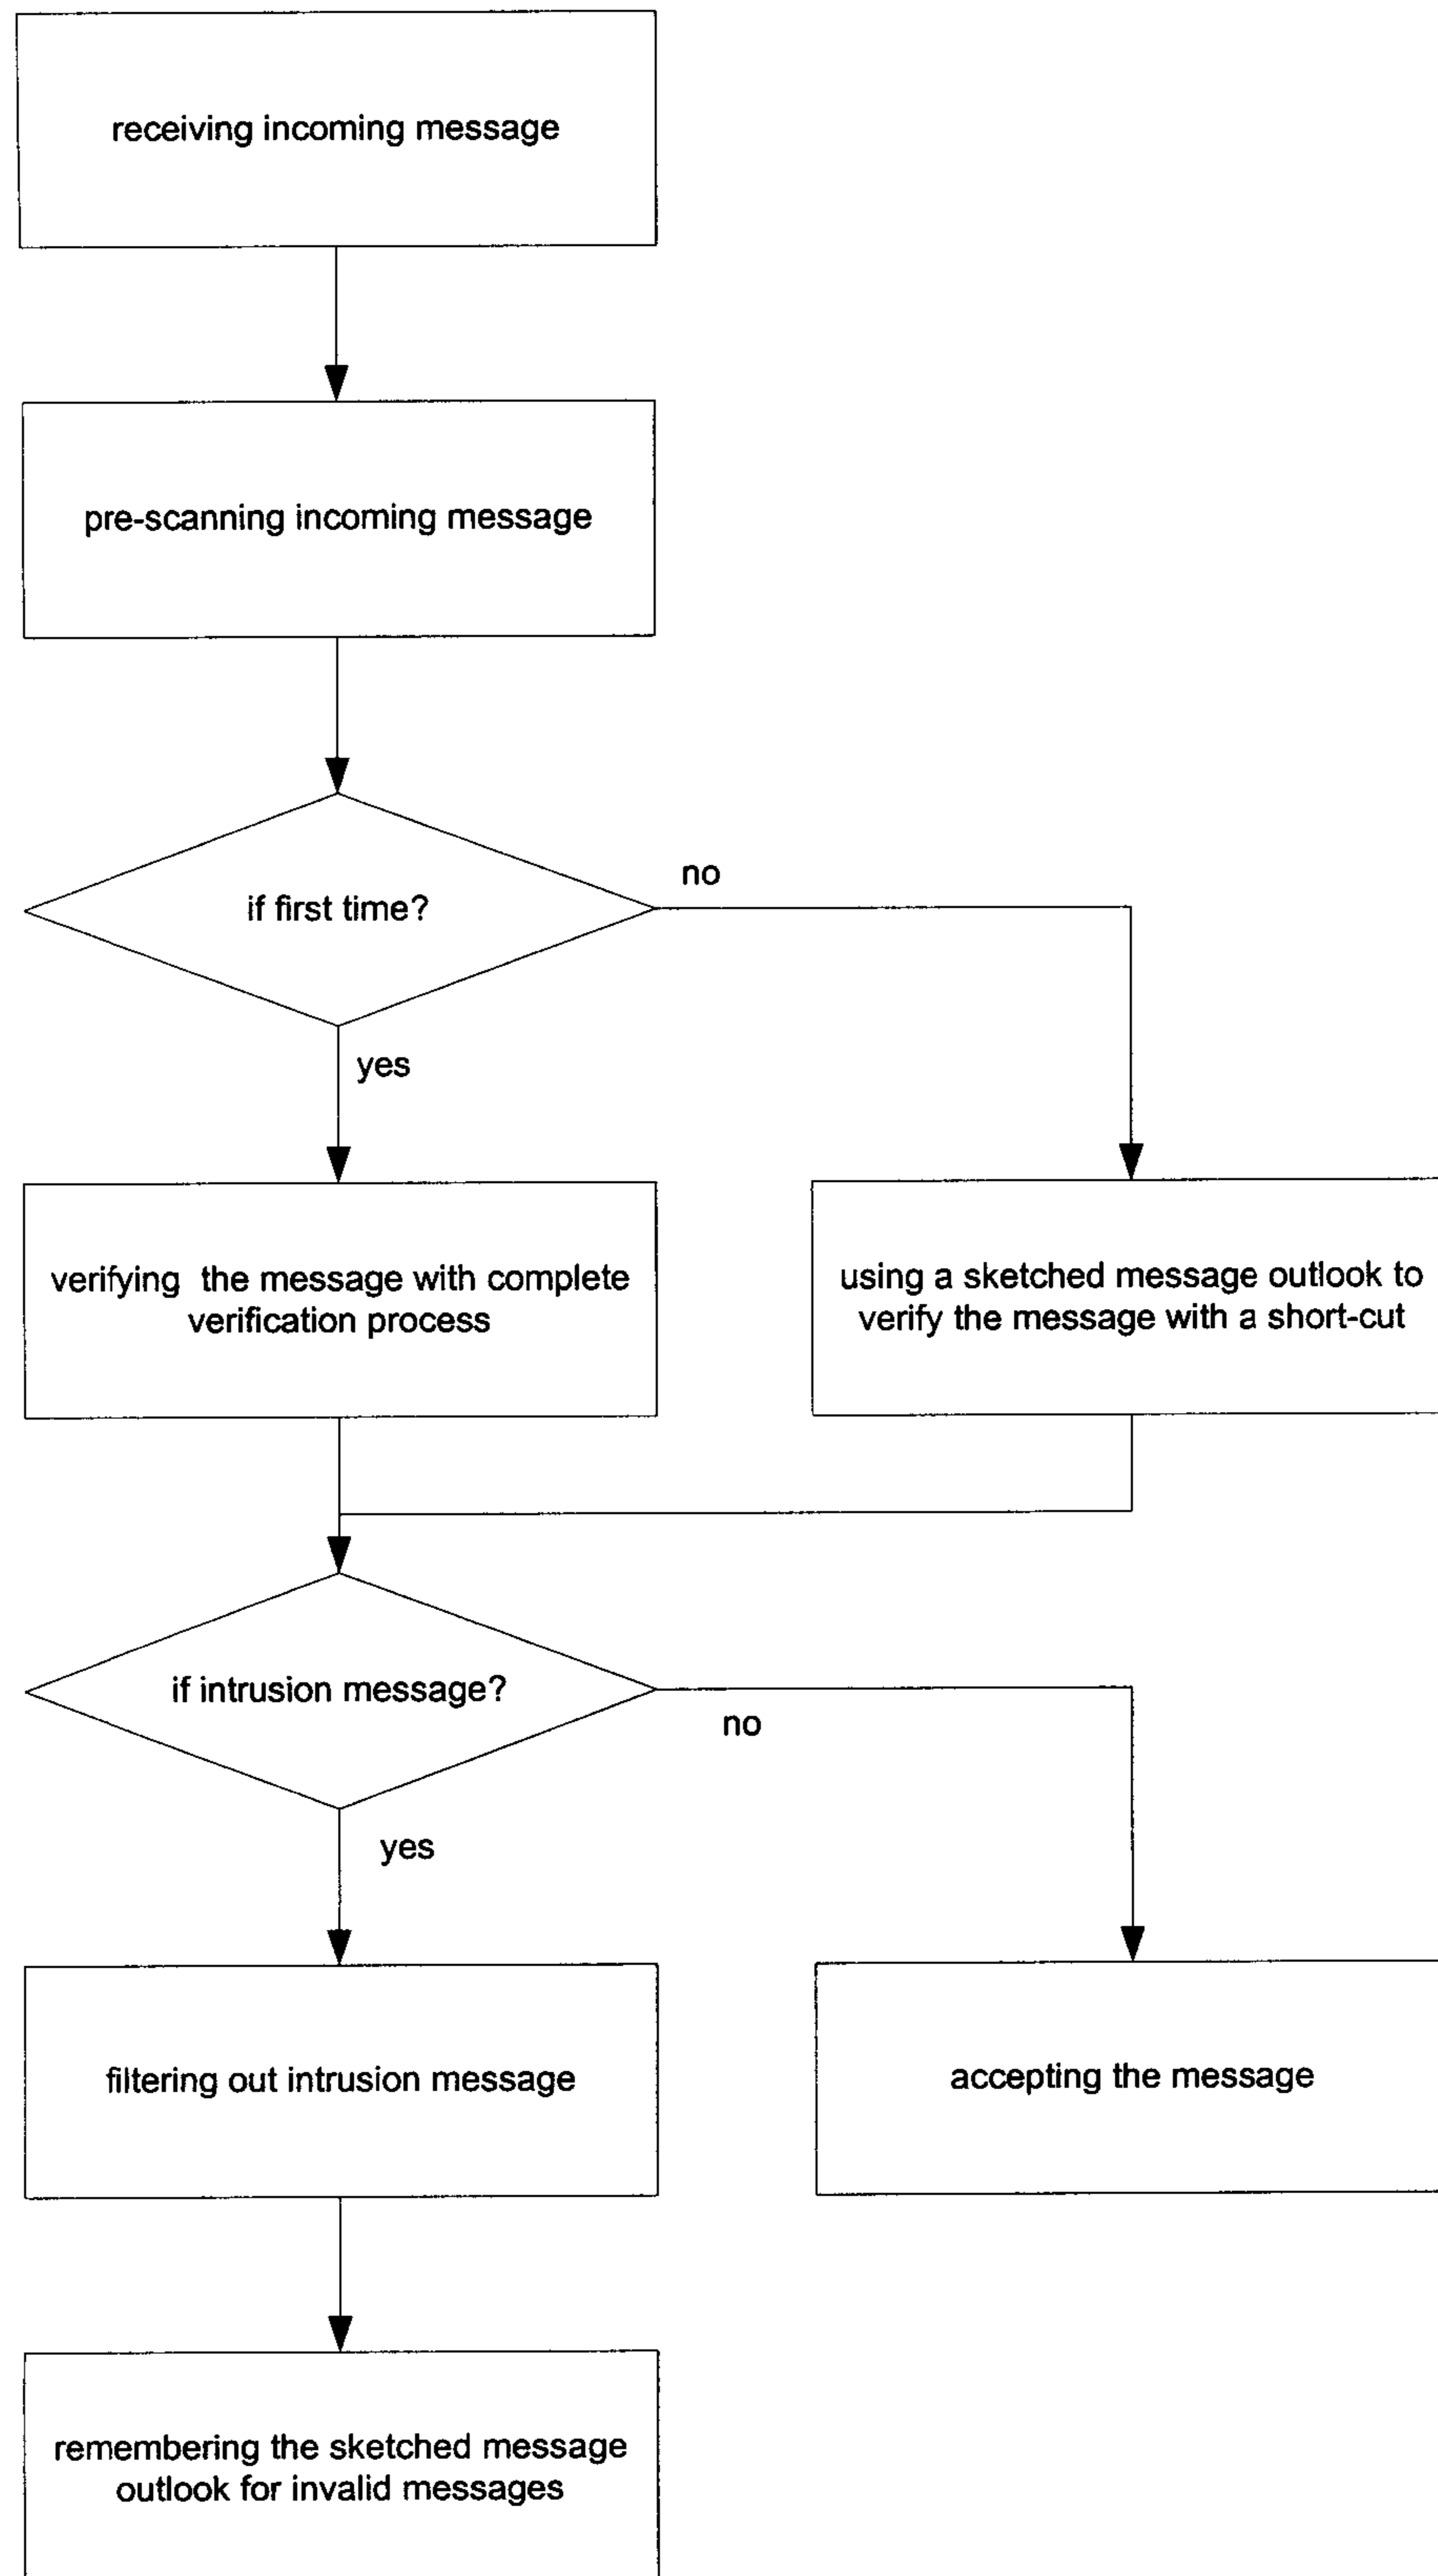 receiving incoming message
pre-scanning incoming message
if first time?
no
yes
verifying the message with complete
verification process
using a sketched message outlook to
verify the message with a short-cut
if intrusion message?
no
yes
filtering out intrusion message
accepting the message
remembering the sketched message
outlook for invalid messages